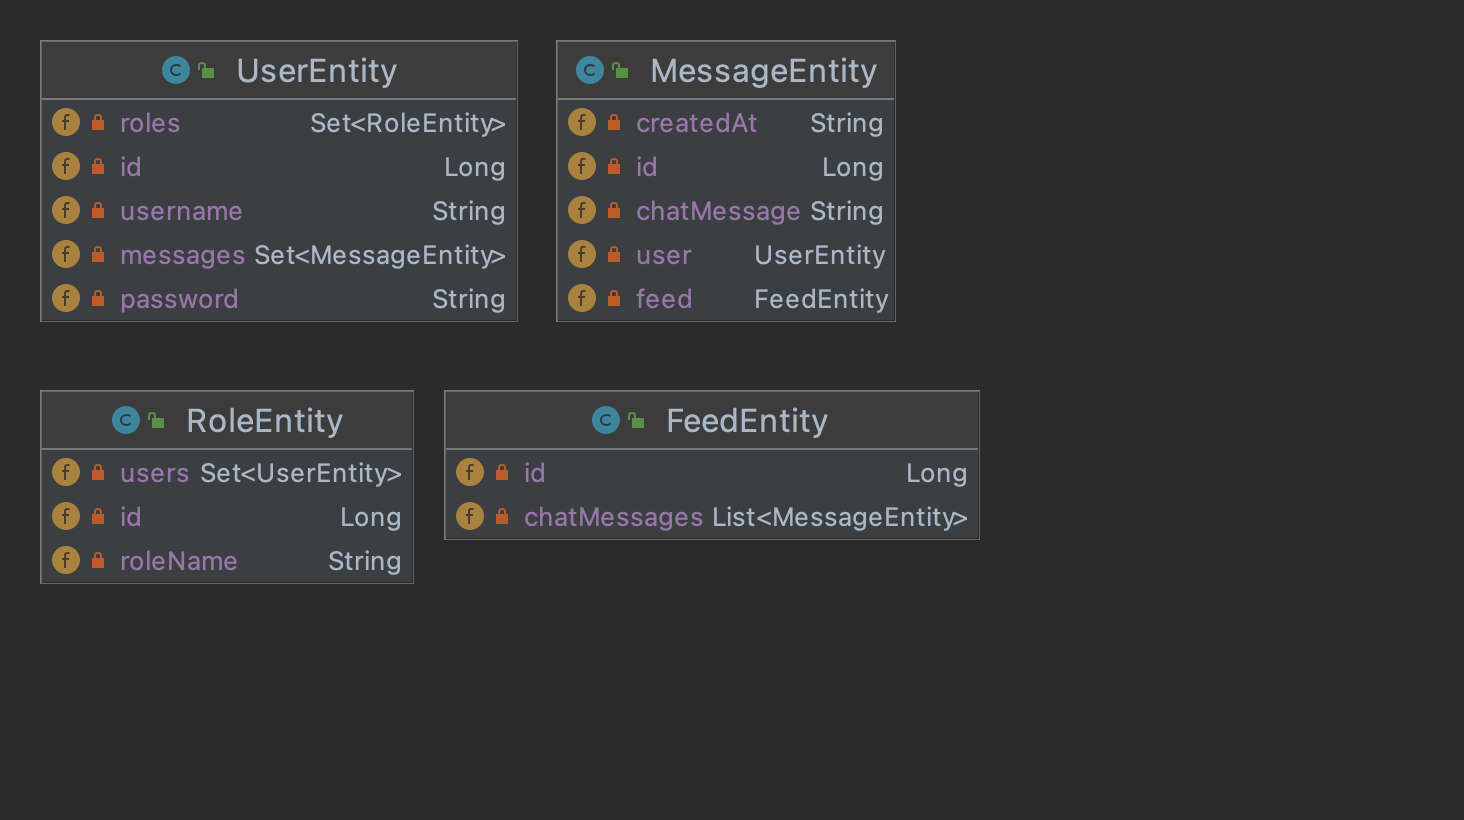 UserEntity
roles Set<RoleEntity>
id Long
username String
messages Set<MessageEntity>
password String
MessageEntity
createdAt String
id Long
chatMessage String
user UserEntity
feed FeedEntity
RoleEntity
users Set<UserEntity>
id Long
roleName String
FeedEntity
id Long
chatMessages List<MessageEntity>